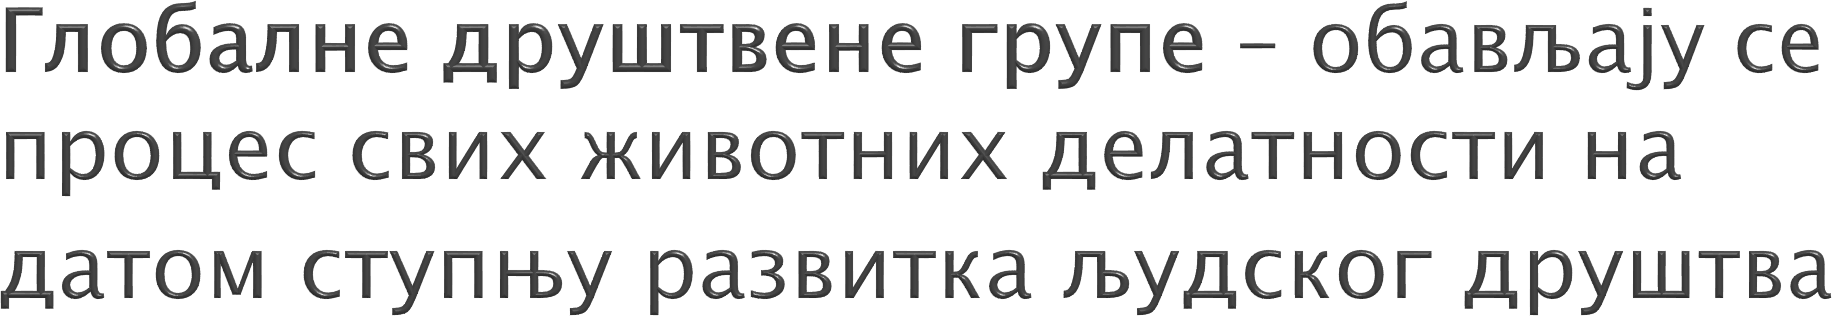 Глобалне друштвене групе – обављају се
процес свих животних делатности на
датом ступњу развитка људског друштва